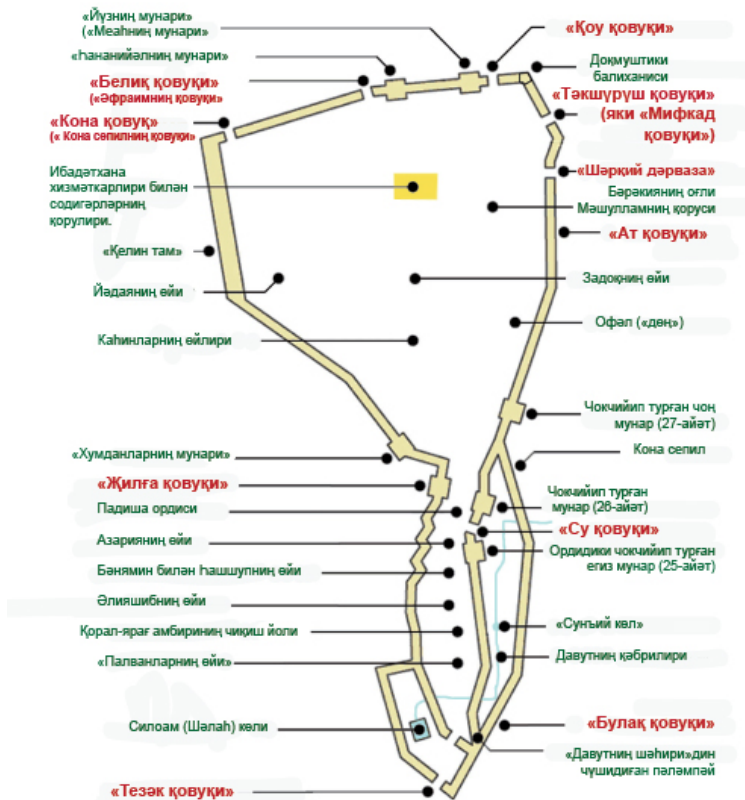 «Йүзниң мунари»
(«Меаһниң мунари»
«Һананийәлниң мунари»
«Белиқ қовуқи»
(«Әфраимниң қовуқи»
«Кона қовуқ»
(« Кона сепилниң қовуқи»
Ибадәтхана
хизмәткарлири билән
содигәрләрниң
қорулири.
«Қелин там»
Йәдаяниң өйи
Каһинларниң өйлири
«Хумданларниң мунари»
«Җилға қовуқи»
Падиша ордиси
Азарияниң өйи
Бәнямин билән Һашшупниң өйи
Әлияшибниң өйи
Қорал-ярағ амбириниң чиқиш йоли
«Палванларниң өйи»
Силоам (Шәлаһ) көли
«Тезәк қовуқи»
«Қоу қовуқи»
Доқмуштики
балиханиси
«Тәкшүрүш қовуқи»
(яки «Мифкад
қовуқи»)
«Шәрқий дәрваза»
Бәрәкияниң оғли
Мәшулламниң қоруси
«Ат қовуқи»
Задоқниң өйи
Офәл («дөң»)
Чокчийип турған чоң
мунар (27-айәт)
Кона сепил
Чокчийип турған
мунар (26-айәт)
«Су қовуқи»
Ордидики чокчийип турған
егиз мунар (25-айәт)
«Сунъий көл»
Давутниң қәбрилири
«Булақ қовуқи»
«Давутниң шәһири»дин
чүшидиған пәләмпәй